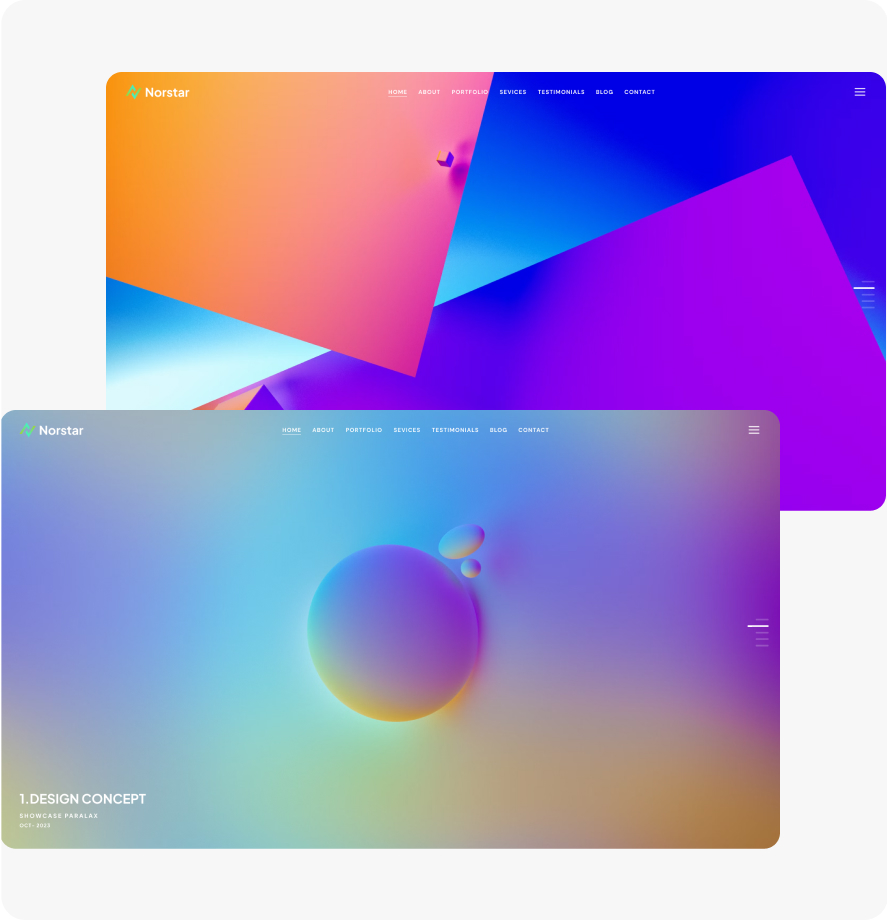 Norstar HOME ABOUT PORTFOLIO SEVICES TESTIMONIALS BLOG CONTACT
Norstar HOME ABOUT PORTFOLIO SEVICES TESTIMONIALS BLOG CONTACT
1.DESIGN CONCEPT
SHOWCASE PARALAX
OCT- 2023